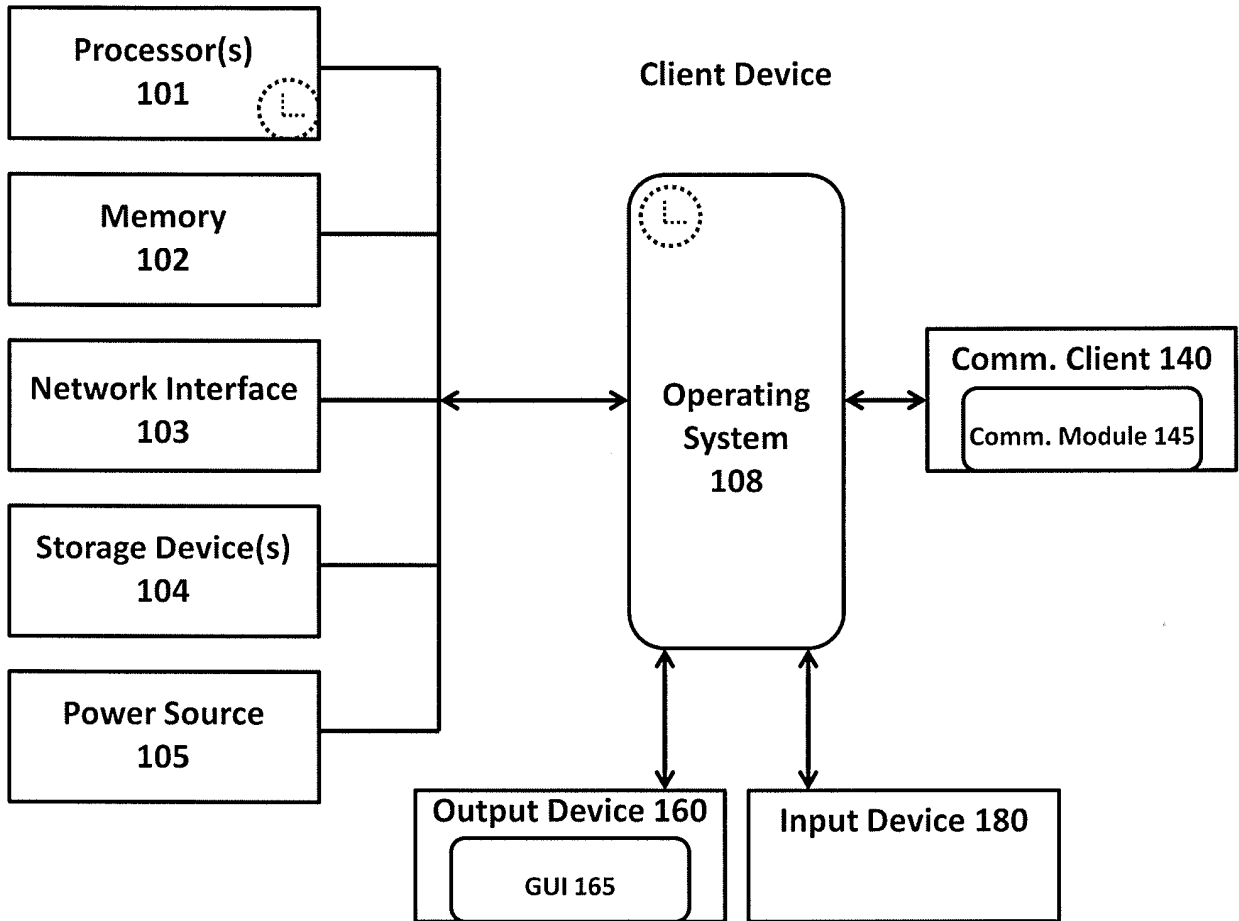 Processor(s)
101
Client Device
Memory
102
Network Interface
103
Operating
System
108
Comm. Client 140
Comm. Module 145
Storage Device(s)
104
Power Source
105
Output Device 160
GUI 165
Input Device 180